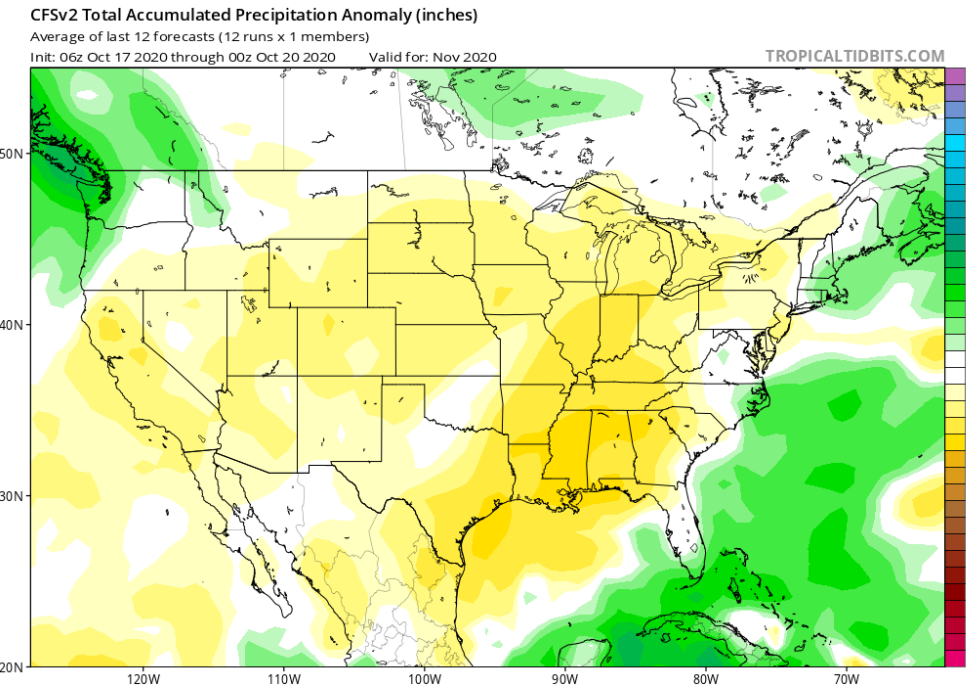 CFSv2 Total Accumulated Precipitation Anomaly (inches)
Average of last 12 forecasts (12 runs x 1 members)
Init: 06z Oct 17 2020 through 00z Oct 20 2020 Valid for: Nov 2020 TROPICALTIDBITS.COM
50N
40N
30N
20N
120W 110W 100W 90W 80W 70W